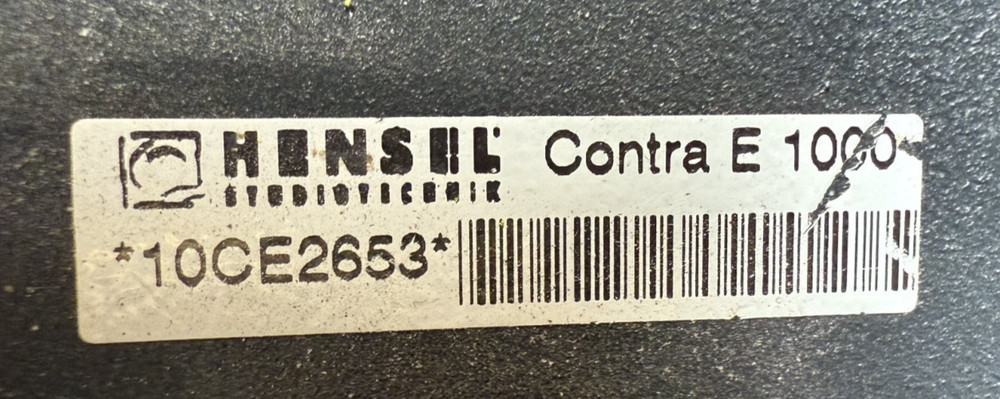 HENSEL Contra E 1000
STUDIOTECHNIK
*10CE2653*